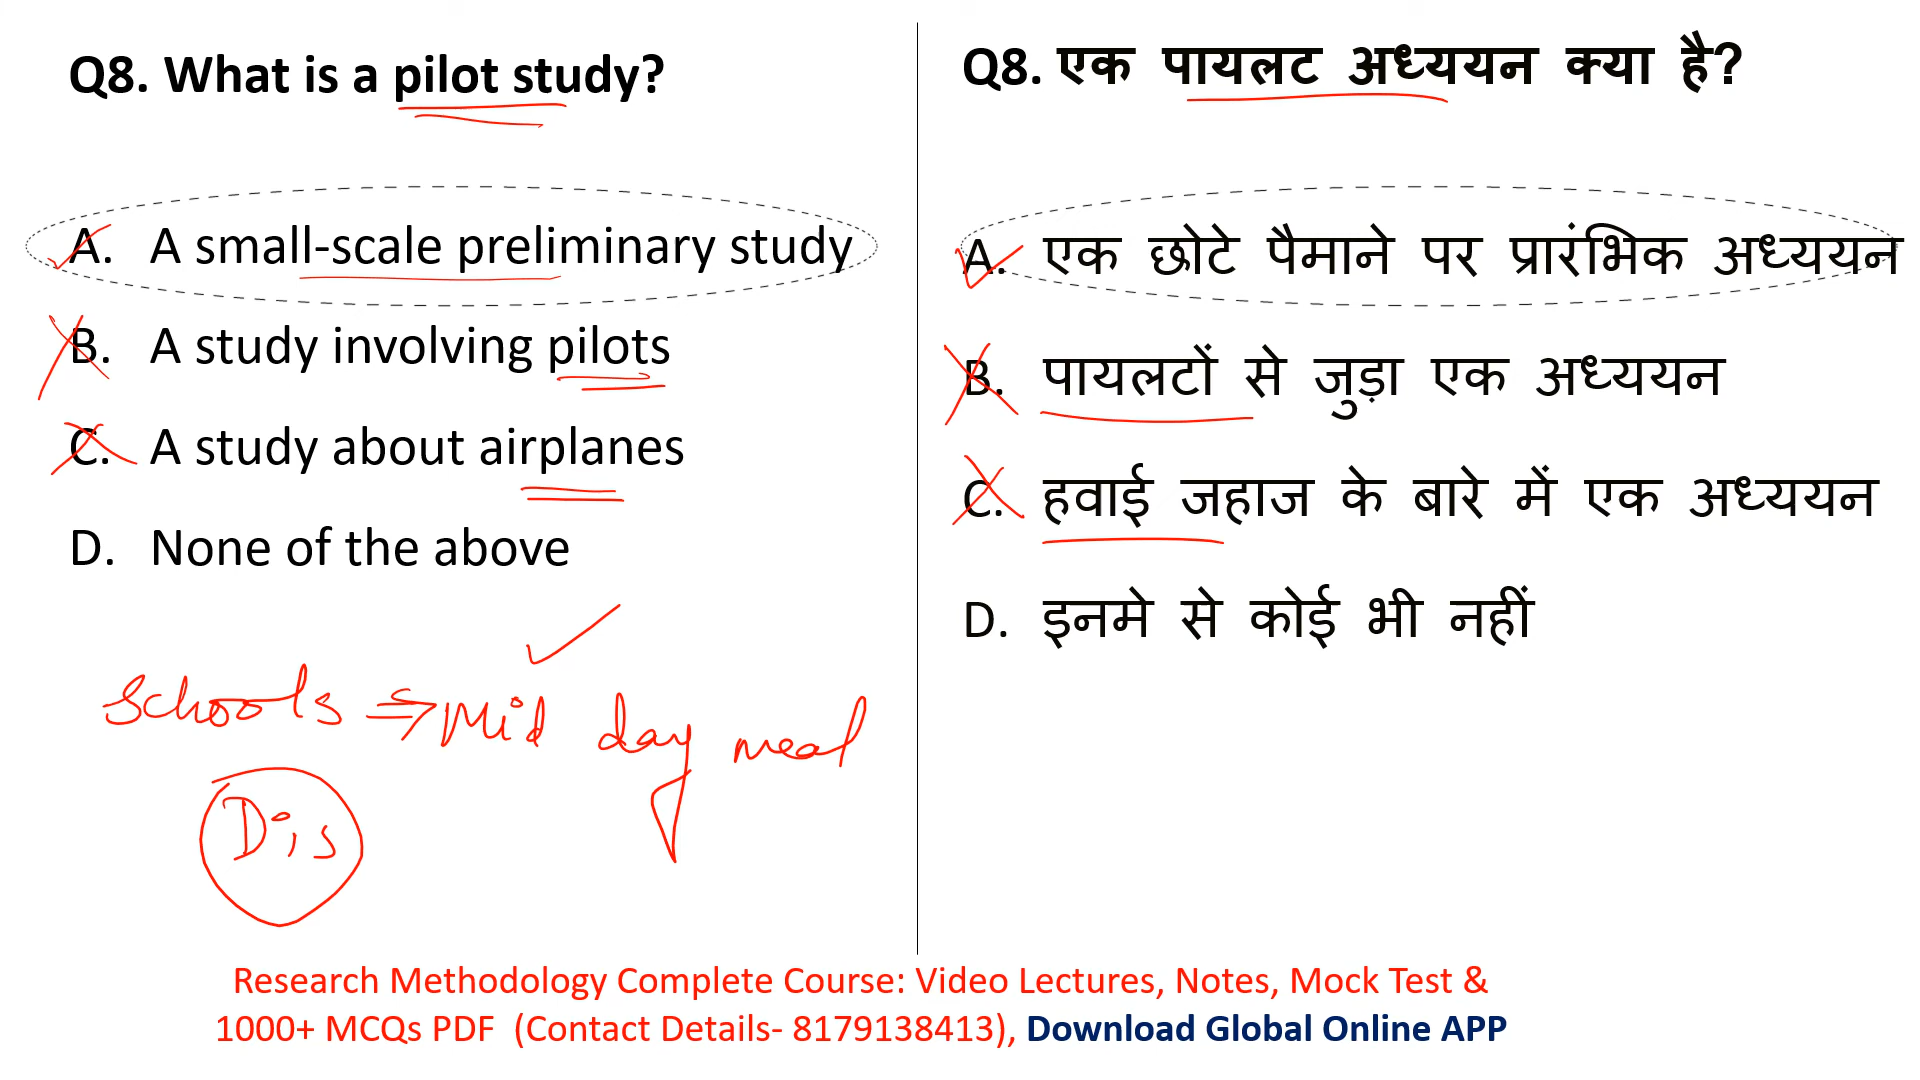 Q8. What is a pilot study?
A. A small-scale preliminary study
B. A study involving pilots
C. A study about airplanes
D. None of the above
Schools ⇒ Mid day meal
Dis
Q8. एक पायलट अध्ययन क्या है?
A. एक छोटे पैमाने पर प्रारंभिक अध्ययन
B. पायलटों से जुड़ा एक अध्ययन
C. हवाई जहाज के बारे में एक अध्ययन
D. इनमे से कोई भी नहीं
Research Methodology Complete Course: Video Lectures, Notes, Mock Test &
1000+ MCQs PDF (Contact Details- 8179138413), Download Global Online APP